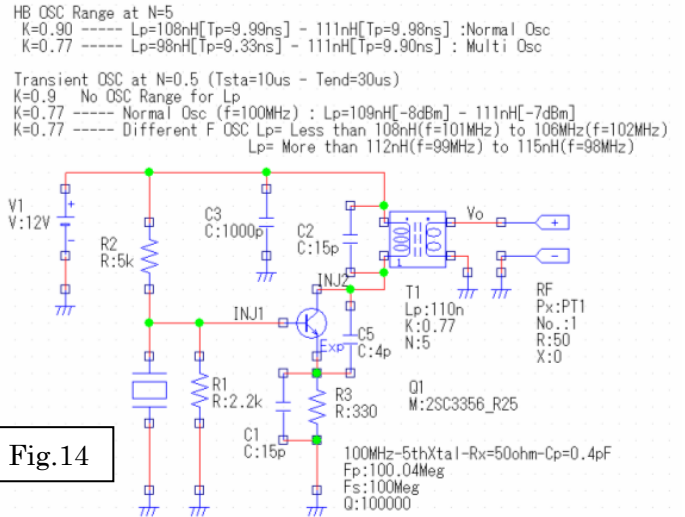 HB OSC Range at N=5
K=0.90 ----- Lp=108nH[Tp=9.99ns] - 111nH[Tp=9.98ns] :Normal Osc
K=0.77 ----- Lp=98nH[Tp=9.33ns] - 111nH[Tp=9.90ns] : Multi Osc
Transient OSC at N=0.5 (Tsta=10us - Tend=30us)
K=0.9 No OSC Range for Lp
K=0.77 ----- Normal Osc (f=100MHz) : Lp=109nH[-8dBm] - 111nH[-7dBm]
K=0.77 ----- Different F OSC Lp= Less than 108nH(f=101MHz) to 106MHz(f=102MHz)
Lp= More than 112nH(f=99MHz) to 115nH(f=98MHz)
V1
V:12V
+
-
R2
R:5k
C3
C:1000p
C2
C:15p
Vo
+
-
INJ2
INJ1
Exp
C5
C:4p
T1
Lp:110n
K:0.77
N:5
RF
Px:PT1
No.:1
R:50
X:0
R1
R:2.2k
R3
R:330
Q1
M:2SC3356_R25
C1
C:15p
Fig.14
100MHz-5thXtal-Rx=50ohm-Cp=0.4pF
Fp:100.04Meg
Fs:100Meg
Q:100000